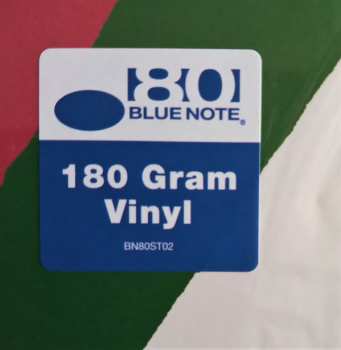 80
BLUE NOTE®
180 Gram
Vinyl
BN80ST02